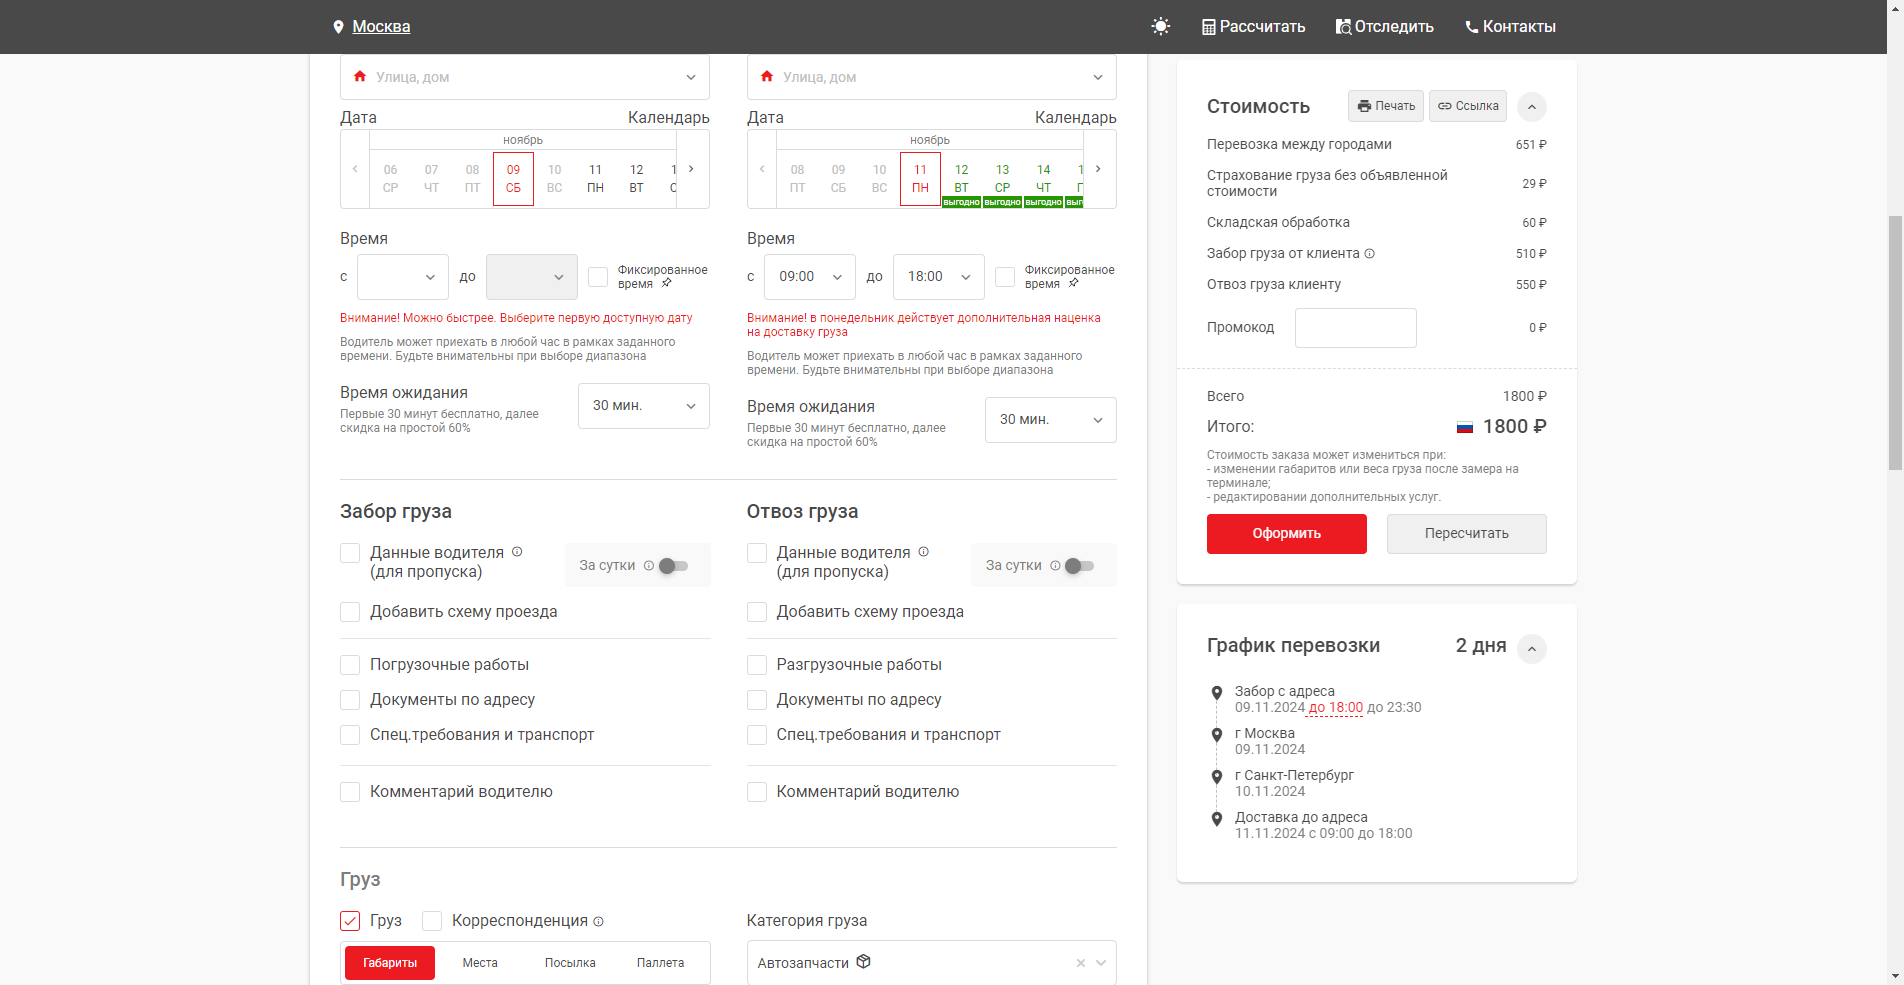 Москва
Рассчитать
Отследить
Контакты
Улица, дом
Дата
Календарь
ноябрь
06 07 08 09 10 11 12
СР ЧТ ПТ СБ ВС ПН ВТ
Время
с
до
Фиксированное
время
Внимание! Можно быстрее. Выберите первую доступную дату
Водитель может приехать в любой час в рамках заданного
времени. Будьте внимательны при выборе диапазона
Время ожидания
Первые 30 минут бесплатно, далее
скидка на простой 60%
30 мин.
Улица, дом
Дата
Календарь
ноябрь
08 09 10 11 12 13 14
ПТ СБ ВС ПН ВТ СР ЧТ
выгодно выгодно выгодно
Время
с
09:00
до
18:00
Фиксированное
время
Внимание! в понедельник действует дополнительная наценка
на доставку груза
Водитель может приехать в любой час в рамках заданного
времени. Будьте внимательны при выборе диапазона
Время ожидания
Первые 30 минут бесплатно, далее
скидка на простой 60%
30 мин.
Забор груза
Данные водителя
(для пропуска)
За сутки
Добавить схему проезда
Погрузочные работы
Документы по адресу
Спец.требования и транспорт
Комментарий водителю
Отвоз груза
Данные водителя
(для пропуска)
За сутки
Добавить схему проезда
Разгрузочные работы
Документы по адресу
Спец.требования и транспорт
Комментарий водителю
Груз
Груз
Корреспонденция
Габариты
Места
Посылка
Паллета
Категория груза
Автозапчасти
Стоимость
Печать
Ссылка
Перевозка между городами 651 ₽
Страхование груза без объявленной
стоимости
29 ₽
Складская обработка 60 ₽
Забор груза от клиента 510 ₽
Отвоз груза клиенту 550 ₽
Промокод 0 ₽
Всего 1800 ₽
Итого: 1800 ₽
Стоимость заказа может измениться при:
- изменении габаритов или веса груза после замера на
терминале;
- редактировании дополнительных услуг.
Оформить
Пересчитать
График перевозки 2 дня
Забор с адреса
09.11.2024 до 18:00 до 23:30
г Москва
09.11.2024
г Санкт-Петербург
10.11.2024
Доставка до адреса
11.11.2024 с 09:00 до 18:00